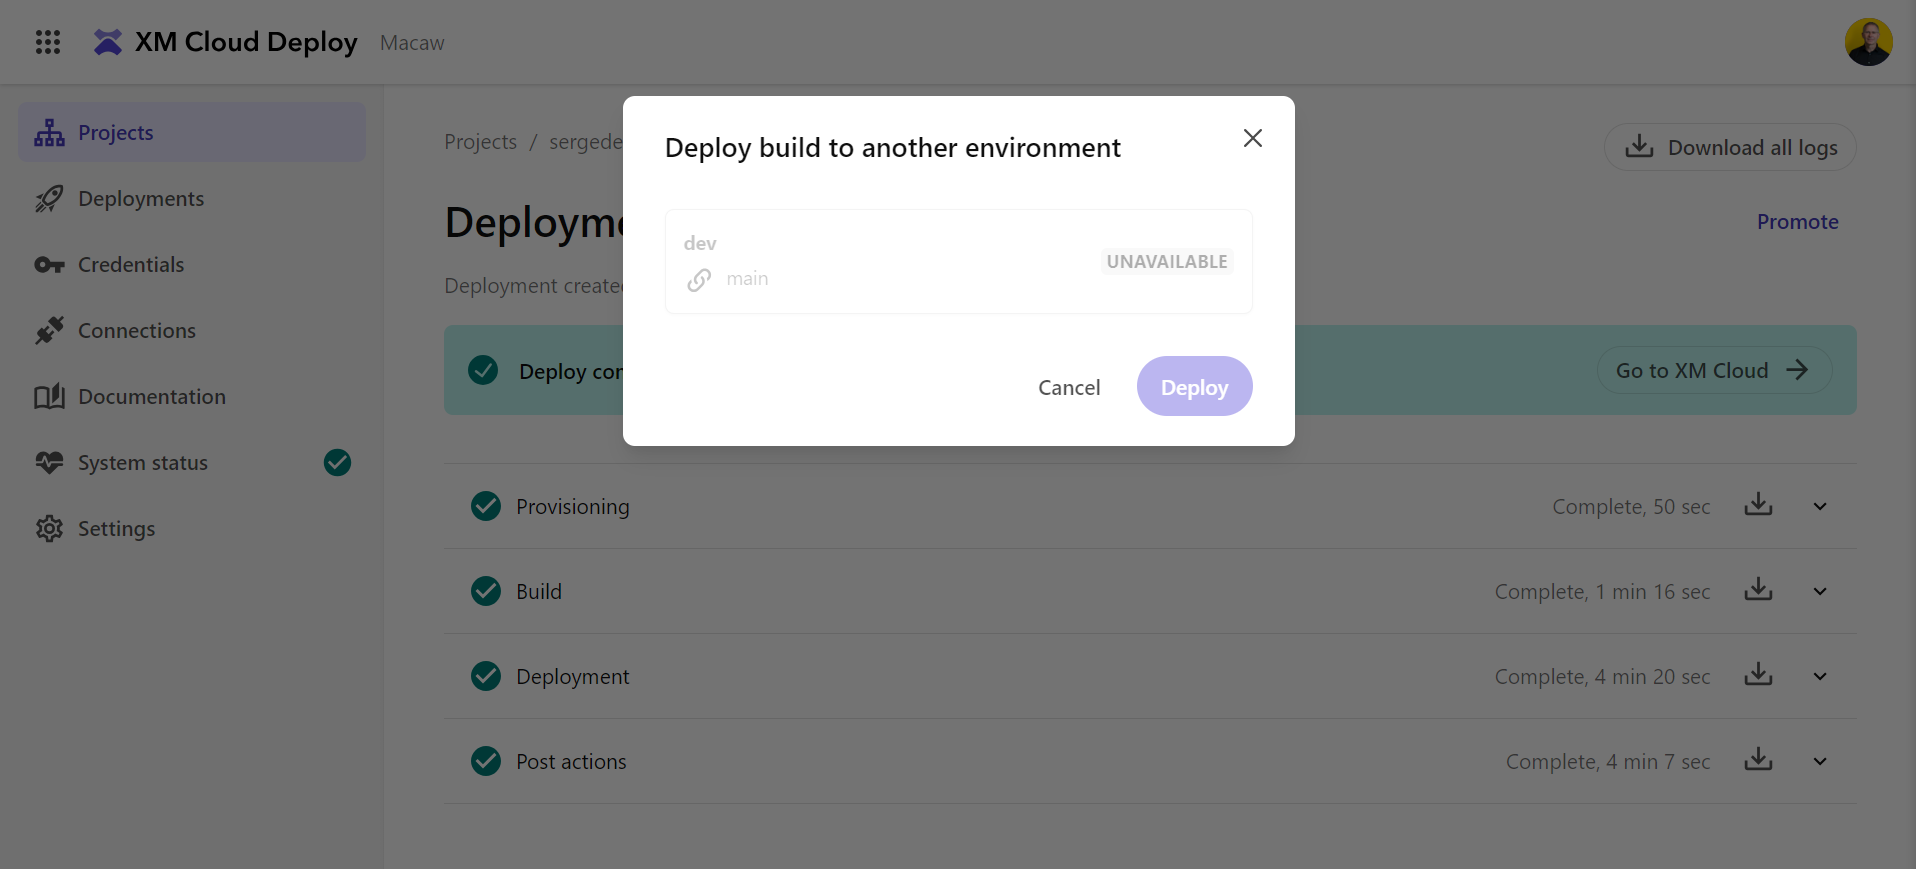 XM Cloud Deploy Macaw
Projects
Deployments
Credentials
Connections
Documentation
System status
Settings
Projects / sergede
Download all logs
Deployme
Promote
Deployment create
Deploy con
Go to XM Cloud
Deploy build to another environment
dev
main
UNAVAILABLE
Cancel
Deploy
Provisioning Complete, 50 sec
Build Complete, 1 min 16 sec
Deployment Complete, 4 min 20 sec
Post actions Complete, 4 min 7 sec